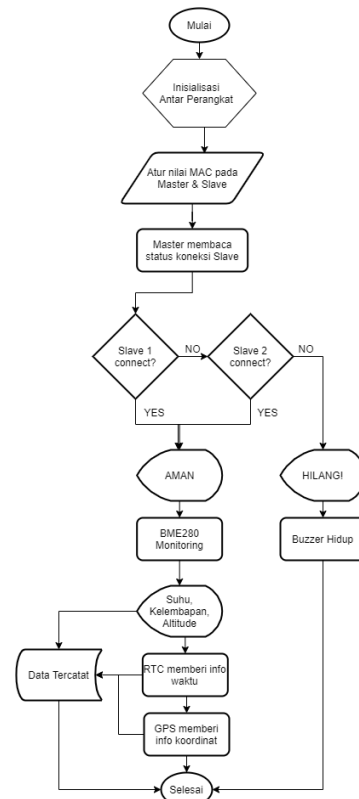 Mulai
Inisialisasi
Antar Perangkat
Atur nilai MAC pada
Master & Slave
Master membaca
status koneksi Slave
Slave 1
connect?
NO
Slave 2
connect?
NO
YES
YES
AMAN
HILANG!
BME280
Monitoring
Buzzer Hidup
Suhu,
Kelembapan,
Altitude
Data Tercatat
RTC memberi info
waktu
GPS memberi
info koordinat
Selesai